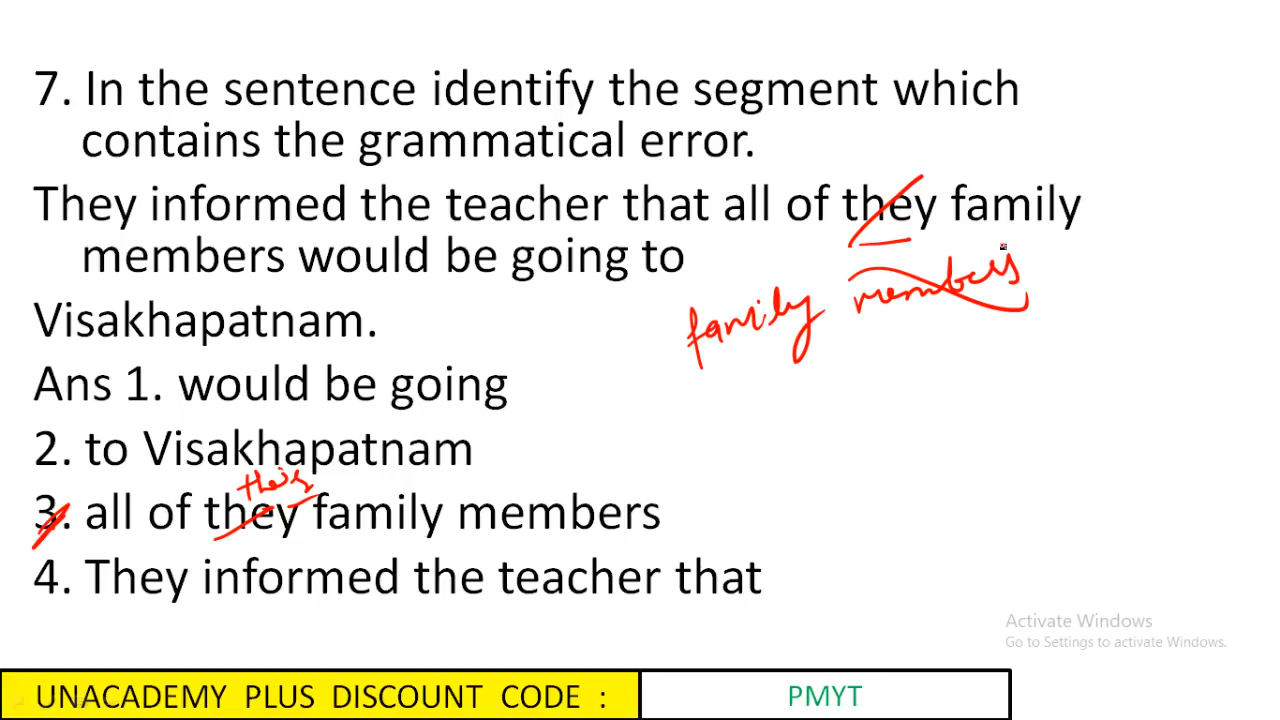 7. In the sentence identify the segment which
contains the grammatical error.
They informed the teacher that all of they family
members would be going to
family members
Visakhapatnam.
Ans 1. would be going
2. to Visakhapatnam
their
3. all of they family members
4. They informed the teacher that
Activate Windows
Go to Settings to activate Windows.
UNACADEMY PLUS DISCOUNT CODE :
PMYT